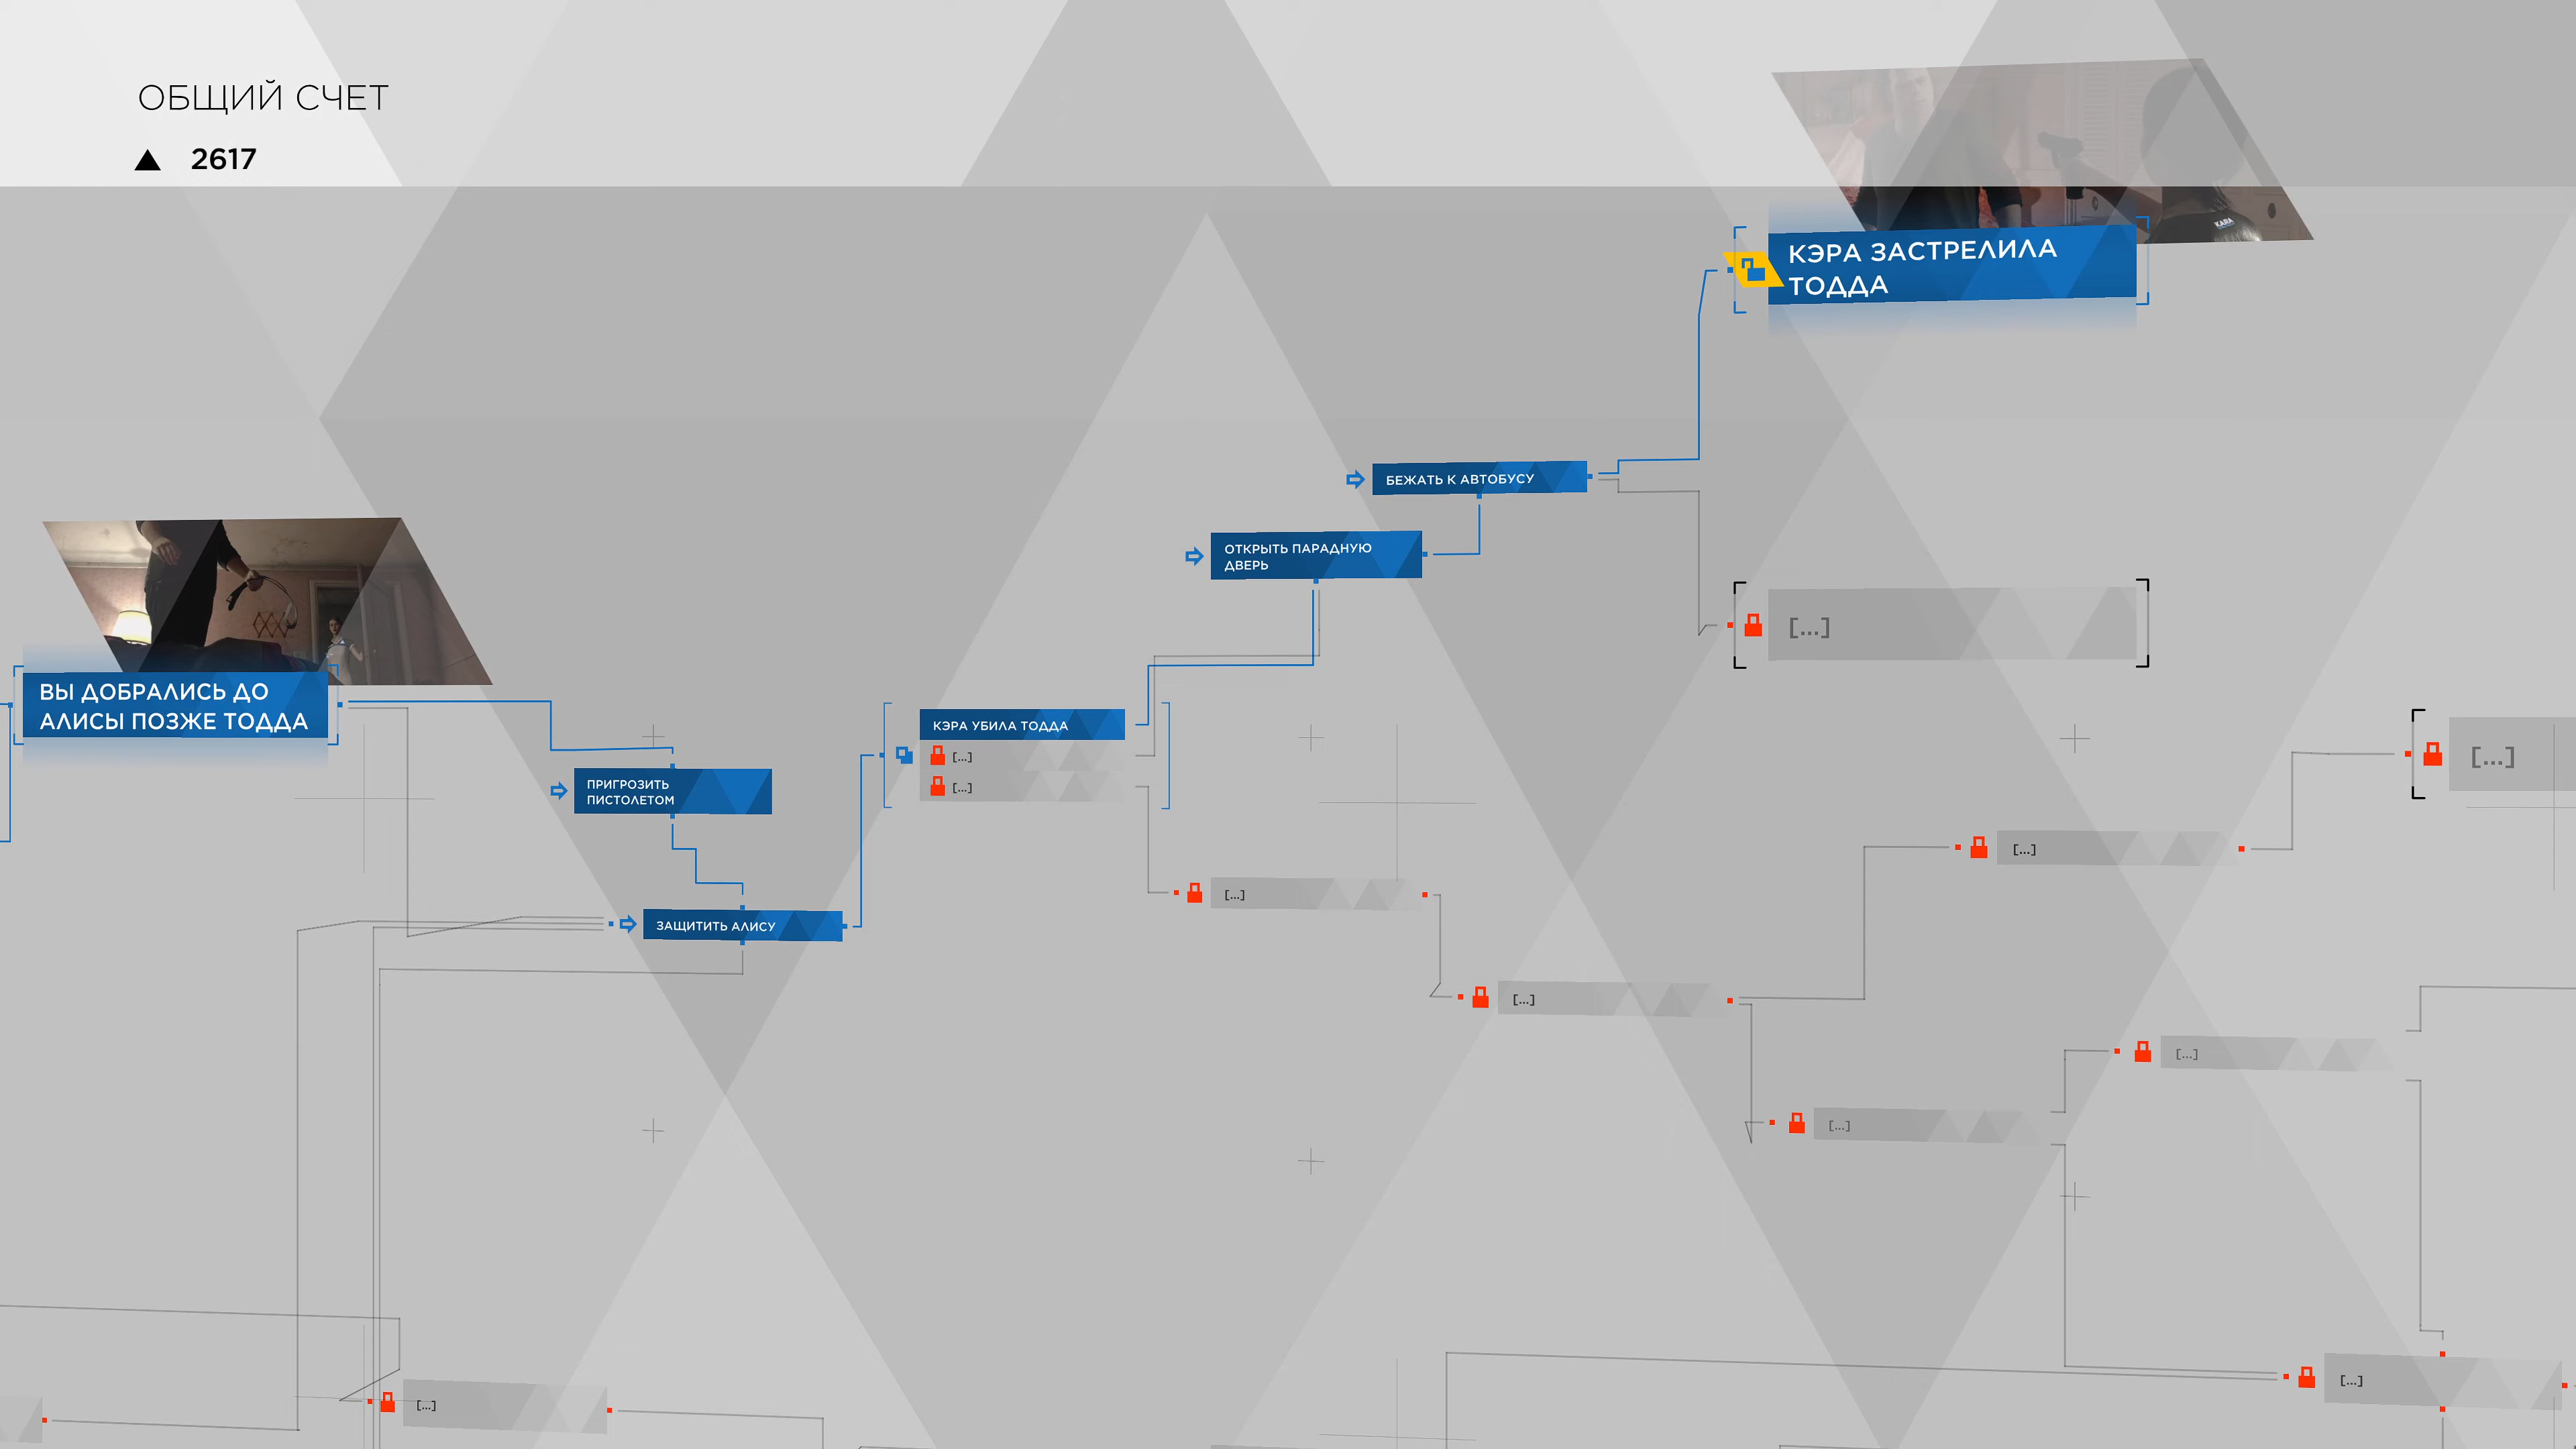 ОБЩИЙ СЧЕТ
2617
KARA
КЭРА ЗАСТРЕЛИЛА
ТОДДА
БЕЖАТЬ К АВТОБУСУ
ОТКРЫТЬ ПАРАДНУЮ
ДВЕРЬ
[...]
ВЫ ДОБРАЛИСЬ ДО
АЛИСЫ ПОЗЖЕ ТОДДА
КЭРА УБИЛА ТОДДА
[...]
[...]
[...]
ПРИГРОЗИТЬ
ПИСТОЛЕТОМ
[...]
[...]
ЗАЩИТИТЬ АЛИСУ
[...]
[...]
[...]
[...]
[...]